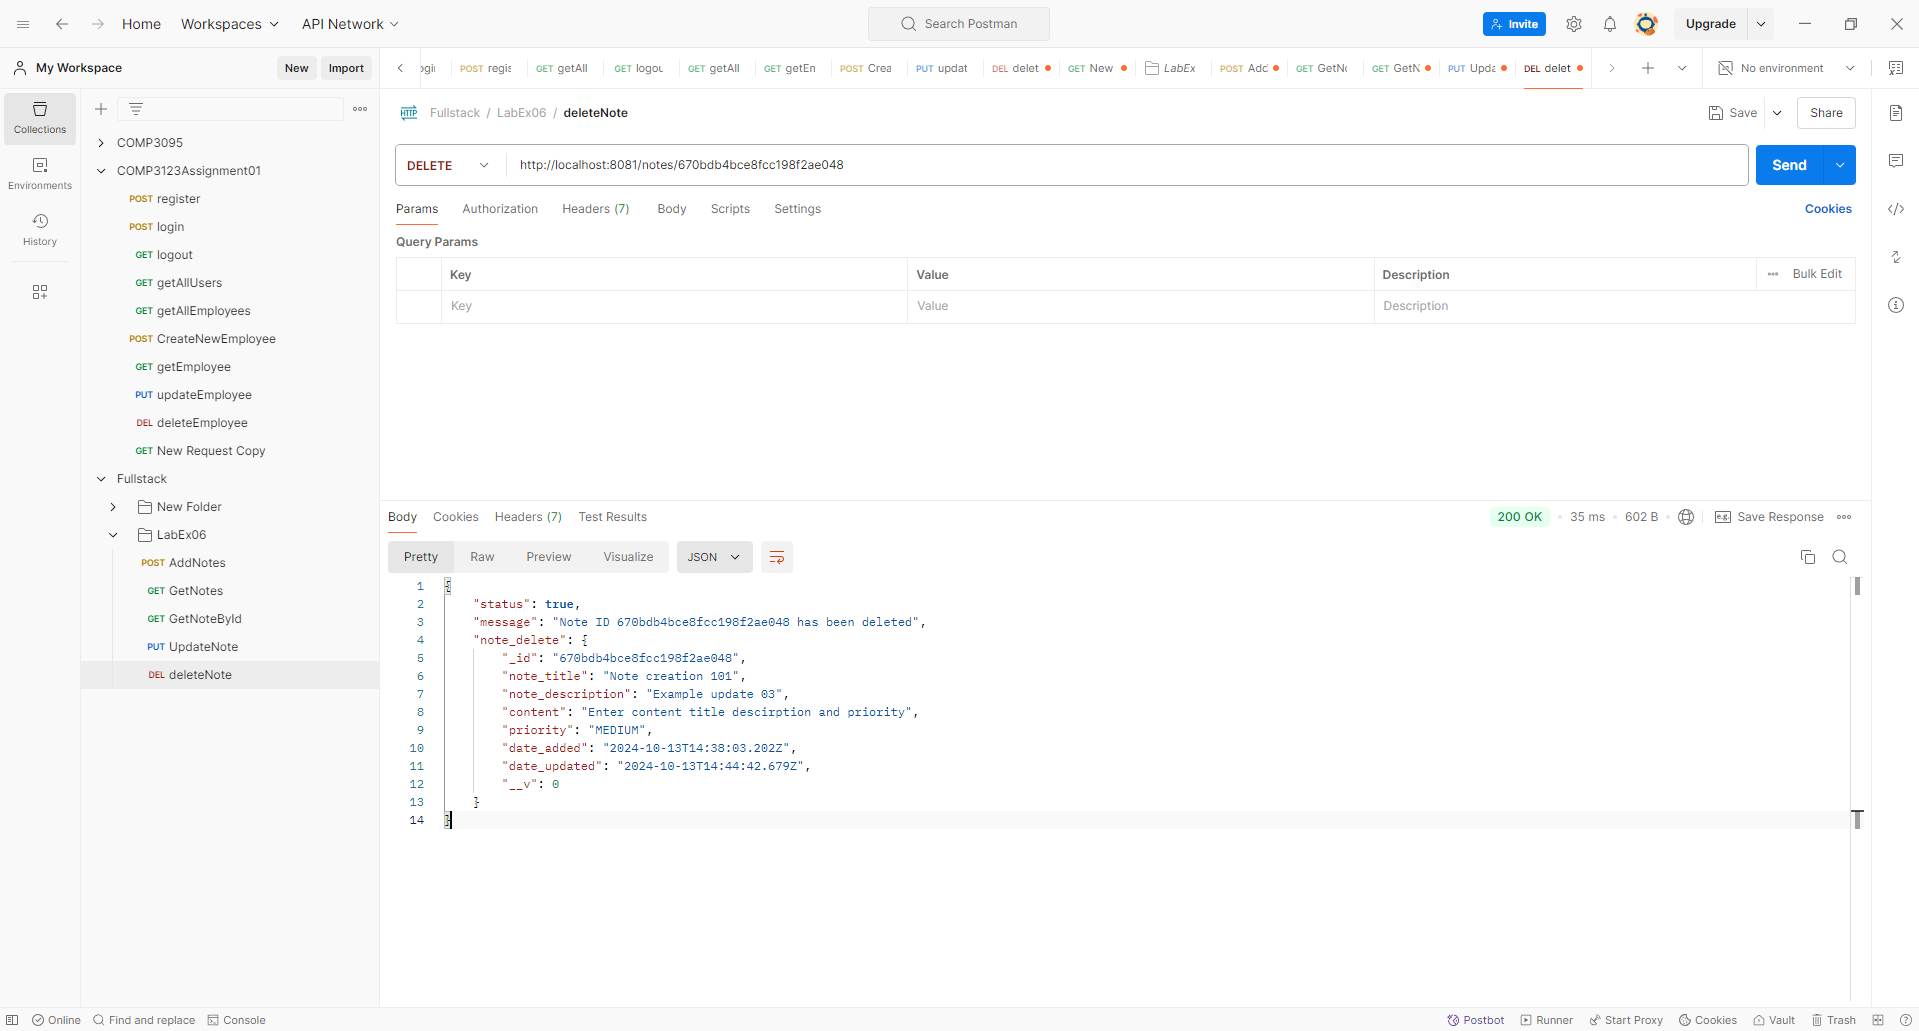 Home Workspaces API Network Search Postman Invite Upgrade
My Workspace New Import
POST regis GET getAll GET logou GET getAll GET getEn POST Crea PUT updat DEL delet GET New LabEx POST Add GET GetNo GET GetN PUT Upda DEL delet No environment
Collections
Environments
History
COMP3095
COMP3123Assignment01
POST register
POST login
GET logout
GET getAllUsers
GET getAllEmployees
POST CreateNewEmployee
GET getEmployee
PUT updateEmployee
DEL deleteEmployee
GET New Request Copy
Fullstack
New Folder
LabEx06
POST AddNotes
GET GetNotes
GET GetNoteById
PUT UpdateNote
DEL deleteNote
HTTP Fullstack / LabEx06 / deleteNote Save Share
DELETE http://localhost:8081/notes/670bdb4bce8fcc198f2ae048 Send
Params Authorization Headers (7) Body Scripts Settings Cookies
Query Params
Key Value Description Bulk Edit
Key Value Description
Body Cookies Headers (7) Test Results 200 OK 35 ms 602 B e.g. Save Response
Pretty Raw Preview Visualize JSON
1 {
2 "status": true,
3 "message": "Note ID 670bdb4bce8fcc198f2ae048 has been deleted",
4 "note_delete": {
5 "_id": "670bdb4bce8fcc198f2ae048",
6 "note_title": "Note creation 101",
7 "note_description": "Example update 03",
8 "content": "Enter content title descirption and priority",
9 "priority": "MEDIUM",
10 "date_added": "2024-10-13T14:38:03.202Z",
11 "date_updated": "2024-10-13T14:44:42.679Z",
12 "__v": 0
13 }
14 }
Online Find and replace Console Postbot Runner Start Proxy Cookies Vault Trash